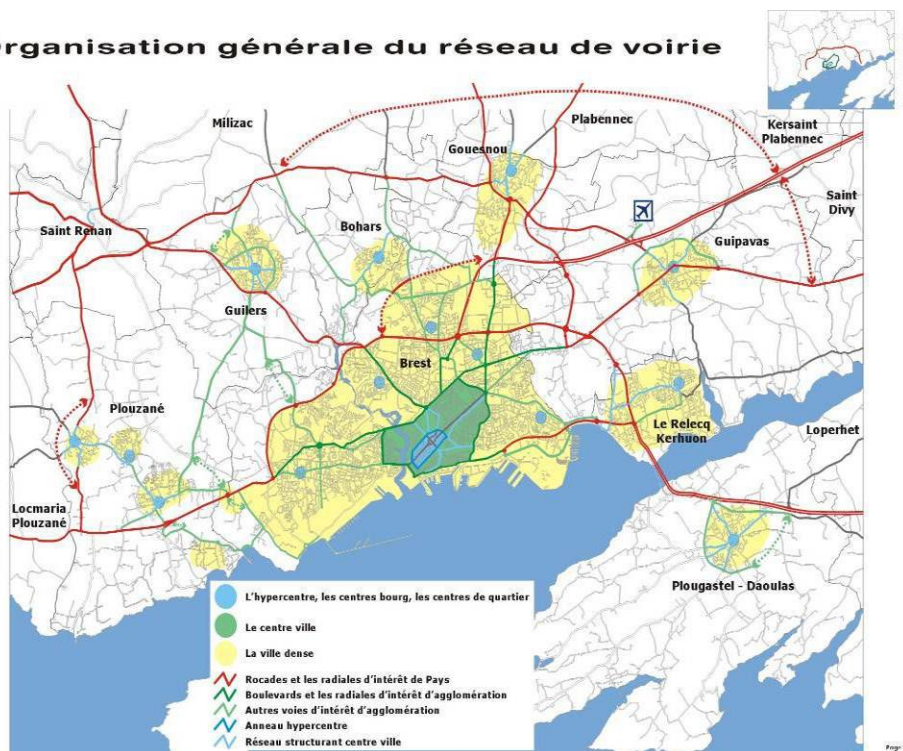 Organisation générale du réseau de voirie
Milizac
Plabennec
Gouesnou
Kersaint
Plabennec
Saint
Divy
Saint Renan
Bohars
Guipavas
Guilers
Brest
Plouzané
Le Relecq
Kerhuon
Loperhet
Locmaria
Plouzané
Plougastel - Daoulas
L'hypercentre, les centres bourg, les centres de quartier
Le centre ville
La ville dense
Rocades et les radiales d'intérêt de Pays
Boulevards et les radiales d'intérêt d'agglomération
Autres voies d'intérêt d'agglomération
Anneau hypercentre
Réseau structurant centre ville